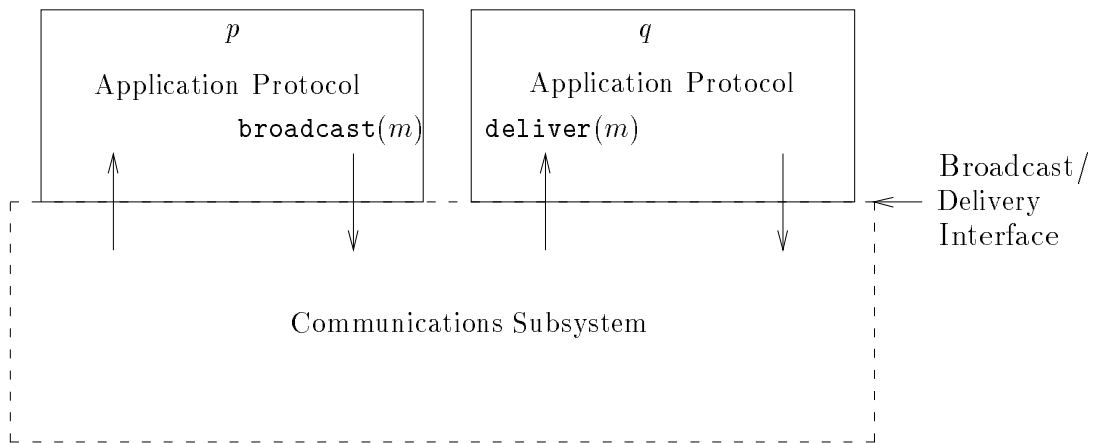 p
Application Protocol
broadcast(m)
q
Application Protocol
deliver(m)
Broadcast/
Delivery
Interface
Communications Subsystem